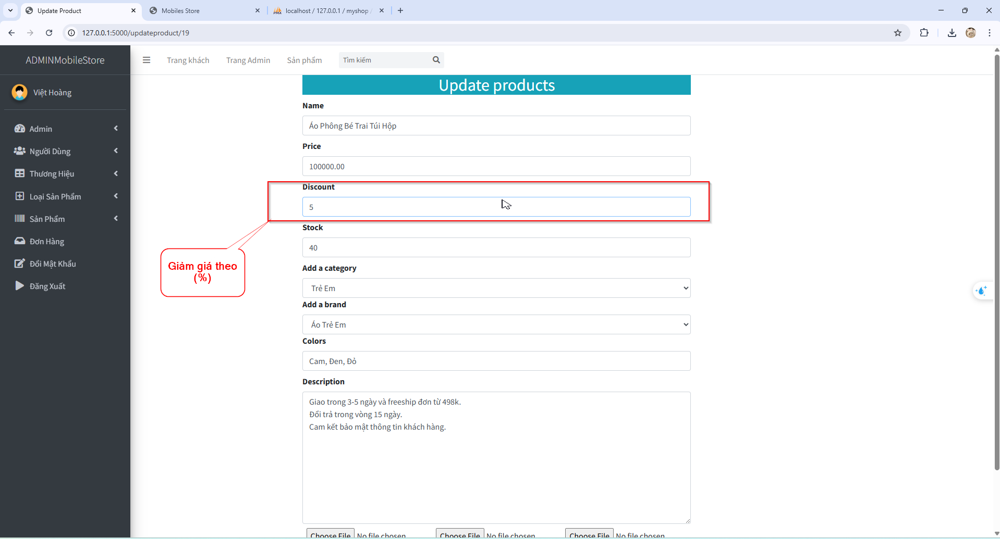 Update Product
Mobiles Store
localhost / 127.0.0.1 / myshop /
127.0.0.1:5000/updateproduct/19
ADMINMobileStore
Trang khách
Trang Admin
Sản phẩm
Tìm kiếm
Việt Hoàng
Admin
Người Dùng
Thương Hiệu
Loại Sản Phẩm
Sản Phẩm
Đơn Hàng
Đổi Mật Khẩu
Đăng Xuất
Update products
Name
Áo Phông Bé Trai Túi Hộp
Price
100000.00
Discount
5
Giảm giá theo
(%)
Stock
40
Add a category
Trẻ Em
Add a brand
Áo Trẻ Em
Colors
Cam, Đen, Đỏ
Description
Giao trong 3-5 ngày và freeship đơn từ 498k.
Đổi trả trong vòng 15 ngày.
Cam kết bảo mật thông tin khách hàng.
Choose File No file chosen
Choose File No file chosen
Choose File No file chosen